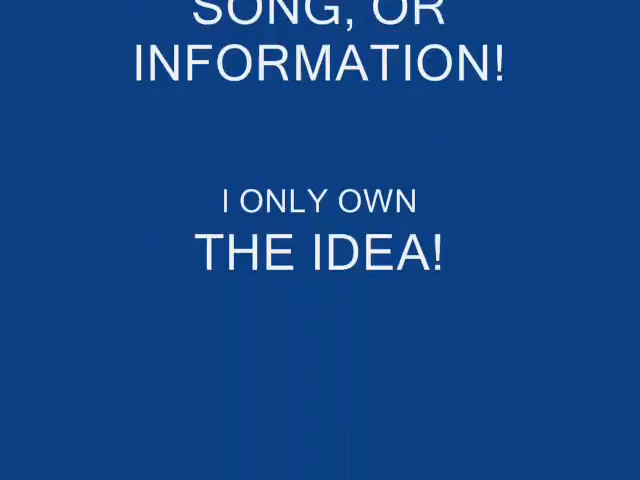 SONG, OR
INFORMATION!
I ONLY OWN
THE IDEA!